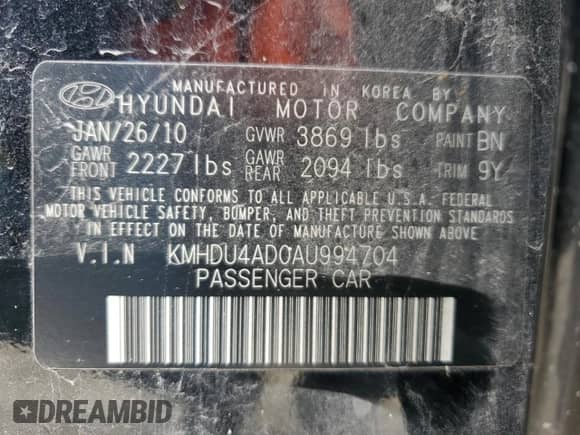 MANUFACTURED IN KOREA BY
HYUNDAI MOTOR COMPANY
JAN/26/10 GVWR 3869 lbs PAINT BN
GAWR FRONT 2227 lbs GAWR REAR 2094 lbs TRIM 9Y
THIS VEHICLE CONFORMS TO ALL APPLICABLE U.S.A. FEDERAL
MOTOR VEHICLE SAFETY, BUMPER, AND THEFT PREVENTION STANDARDS
IN EFFECT ON THE DATE OF MANUFACTURE SHOWN ABOVE.
V.I.N KMHDU4AD0AU994704
PASSENGER CAR
DREAMBID